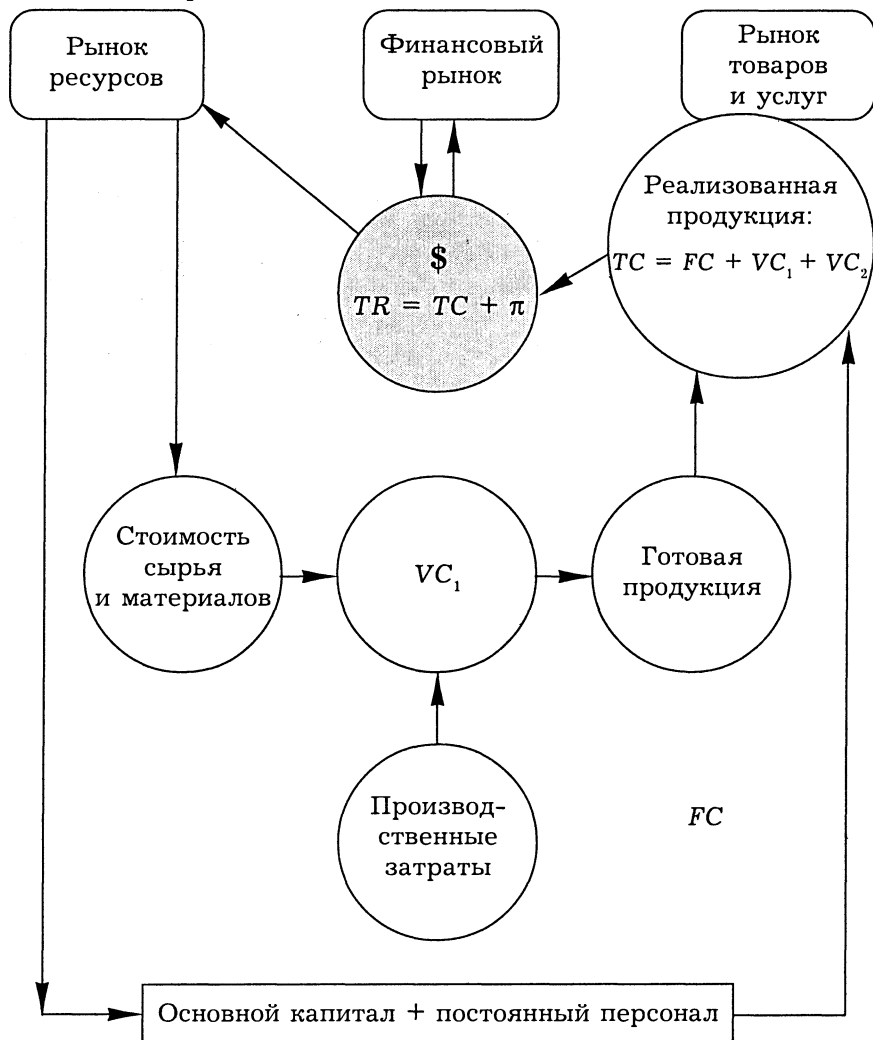 Рынок
ресурсов
Финансовый
рынок
Рынок
товаров
и услуг
Реализованная
продукция:
TC = FC + VC₁ + VC₂
$
TR = TC + π
Стоимость
сырья
и материалов
VC₁
Готовая
продукция
Производ-
ственные
затраты
FC
Основной капитал + постоянный персонал